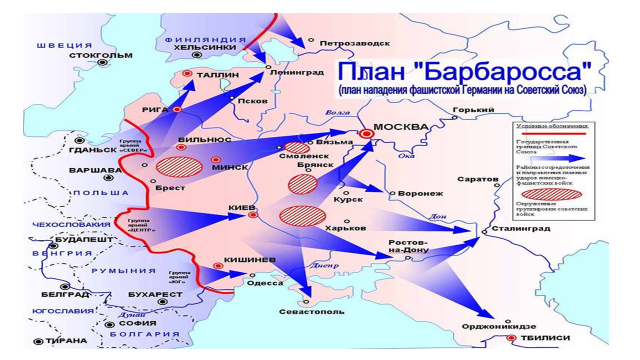 ФИНЛЯНДИЯ
ШВЕЦИЯ
ХЕЛЬСИНКИ
Петрозаводск
СТОКГОЛЬМ
ТАЛЛИН
Ленинград
План "Барбаросса"
(план нападения фашистской Германии на Советский Союз)
Псков
РИГА
Волга
Горький
МОСКВА
Группа
армий
"СЕВЕР"
ВИЛЬНЮС
Вязьма
ГДАНЬСК
Смоленск
Ока
МИНСК
Брянск
ВАРШАВА
Брест
Саратов
ПОЛЬША
Курск
Воронеж
КИЕВ
Дон
Группа
армий
"ЦЕНТР"
ЧЕХОСЛОВАКИЯ
Харьков
Сталинград
БУДАПЕШТ
Ростов-
на-Дону
ВЕНГРИЯ
КИШИНЕВ
Днепр
РУМЫНИЯ
Группа
армий
"ЮГ"
Одесса
БЕЛГРАД
БУХАРЕСТ
Севастополь
ЮГОСЛАВИЯ
Дунай
СОФИЯ
Орджоникидзе
БОЛГАРИЯ
ТИРАНА
ТБИЛИСИ
Условные обозначения:
Государственная
граница Советского
Союза
Районы сосредоточения
и направления
ударов немецко-
фашистских войск
Окруженные
группировки советских
войск